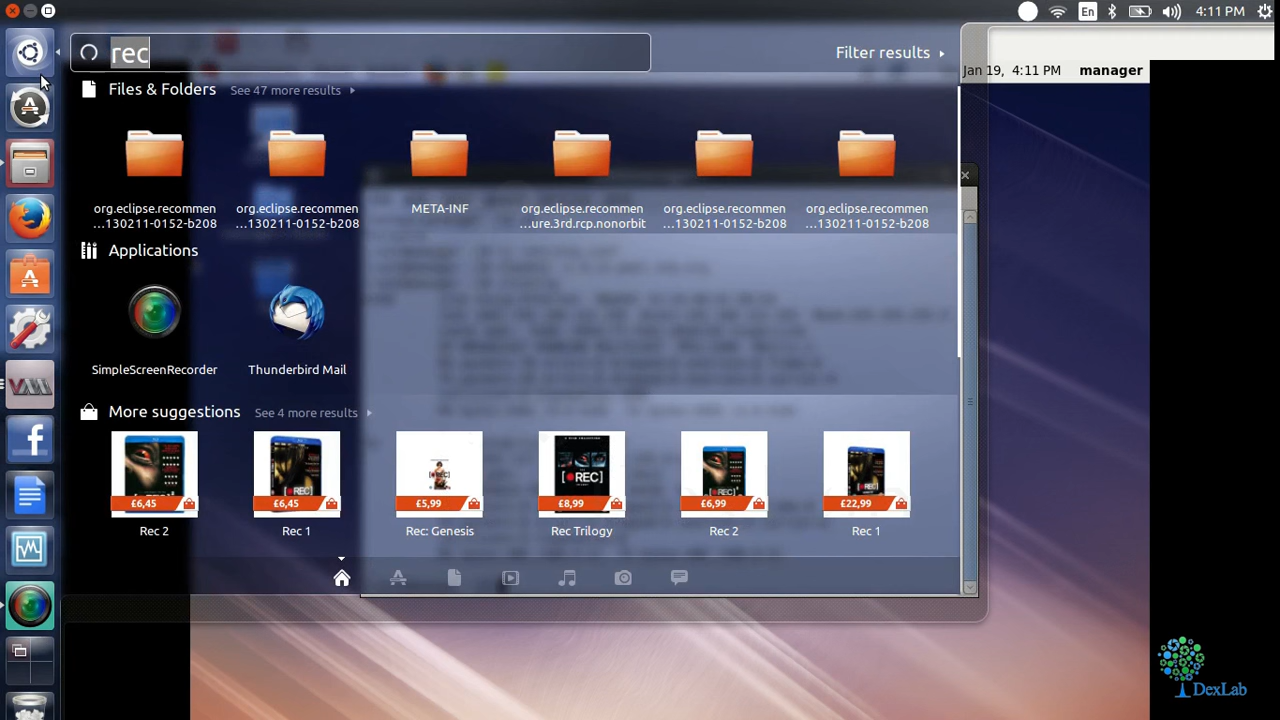 En
4:11 PM
rec
Filter results
Jan 19, 4:11 PM manager
Files & Folders See 47 more results
org.eclipse.recommen
…130211-0152-b208
org.eclipse.recommen
…130211-0152-b208
META-INF
org.eclipse.recommen
…ure.3rd.rcp.nonorbit
org.eclipse.recommen
…130211-0152-b208
org.eclipse.recommen
…130211-0152-b208
Applications
SimpleScreenRecorder
Thunderbird Mail
More suggestions See 4 more results
£6,45
£6,45
£5,99
£8,99
£6,99
£22,99
[REC]
[REC]
Rec 2
Rec 1
Rec: Genesis
Rec Trilogy
Rec 2
Rec 1
DexLab